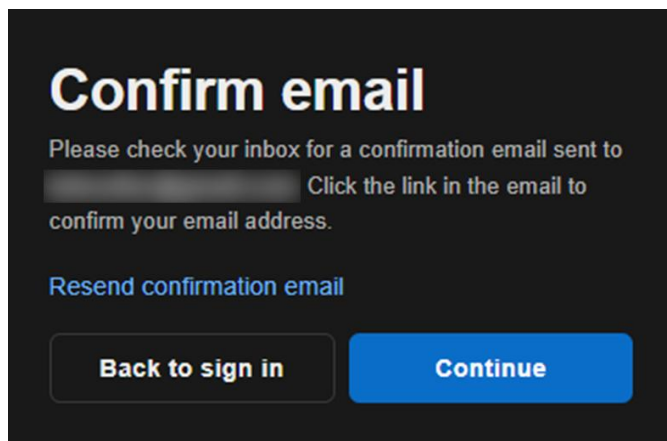 Confirm email
Please check your inbox for a confirmation email sent to
Click the link in the email to
confirm your email address.
Resend confirmation email
Back to sign in
Continue